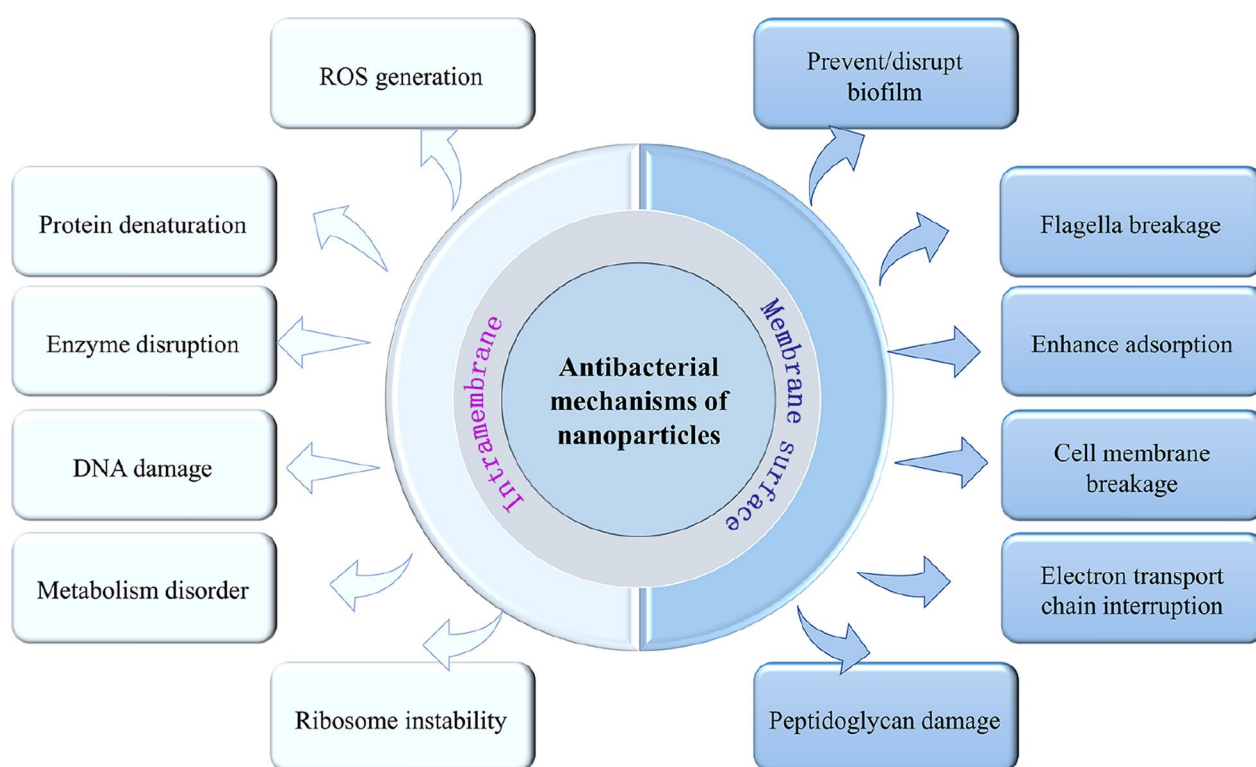 ROS generation
Prevent/disrupt
biofilm
Protein denaturation
Flagella breakage
Enzyme disruption
Enhance adsorption
Intramembrane
Antibacterial
mechanisms of
nanoparticles
Membrane surface
DNA damage
Cell membrane
breakage
Metabolism disorder
Electron transport
chain interruption
Ribosome instability
Peptidoglycan damage